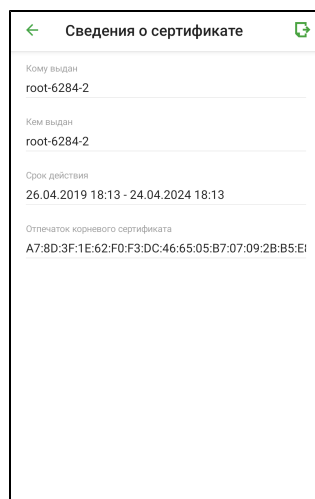 Сведения о сертификате
Кому выдан
root-6284-2
Кем выдан
root-6284-2
Срок действия
26.04.2019 18:13 - 24.04.2024 18:13
Отпечаток корневого сертификата
A7:8D:3F:1E:62:F0:F3:DC:46:65:05:B7:07:09:2B:B5:E8